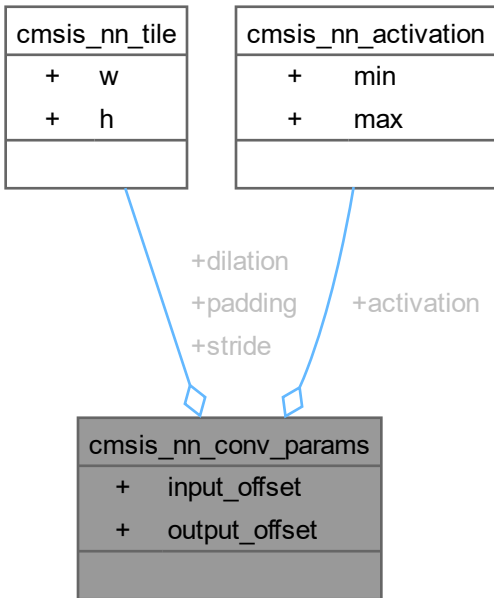 cmsis_nn_tile
+ w
+ h
cmsis_nn_activation
+ min
+ max
+dilation
+padding
+stride
+activation
cmsis_nn_conv_params
+ input_offset
+ output_offset